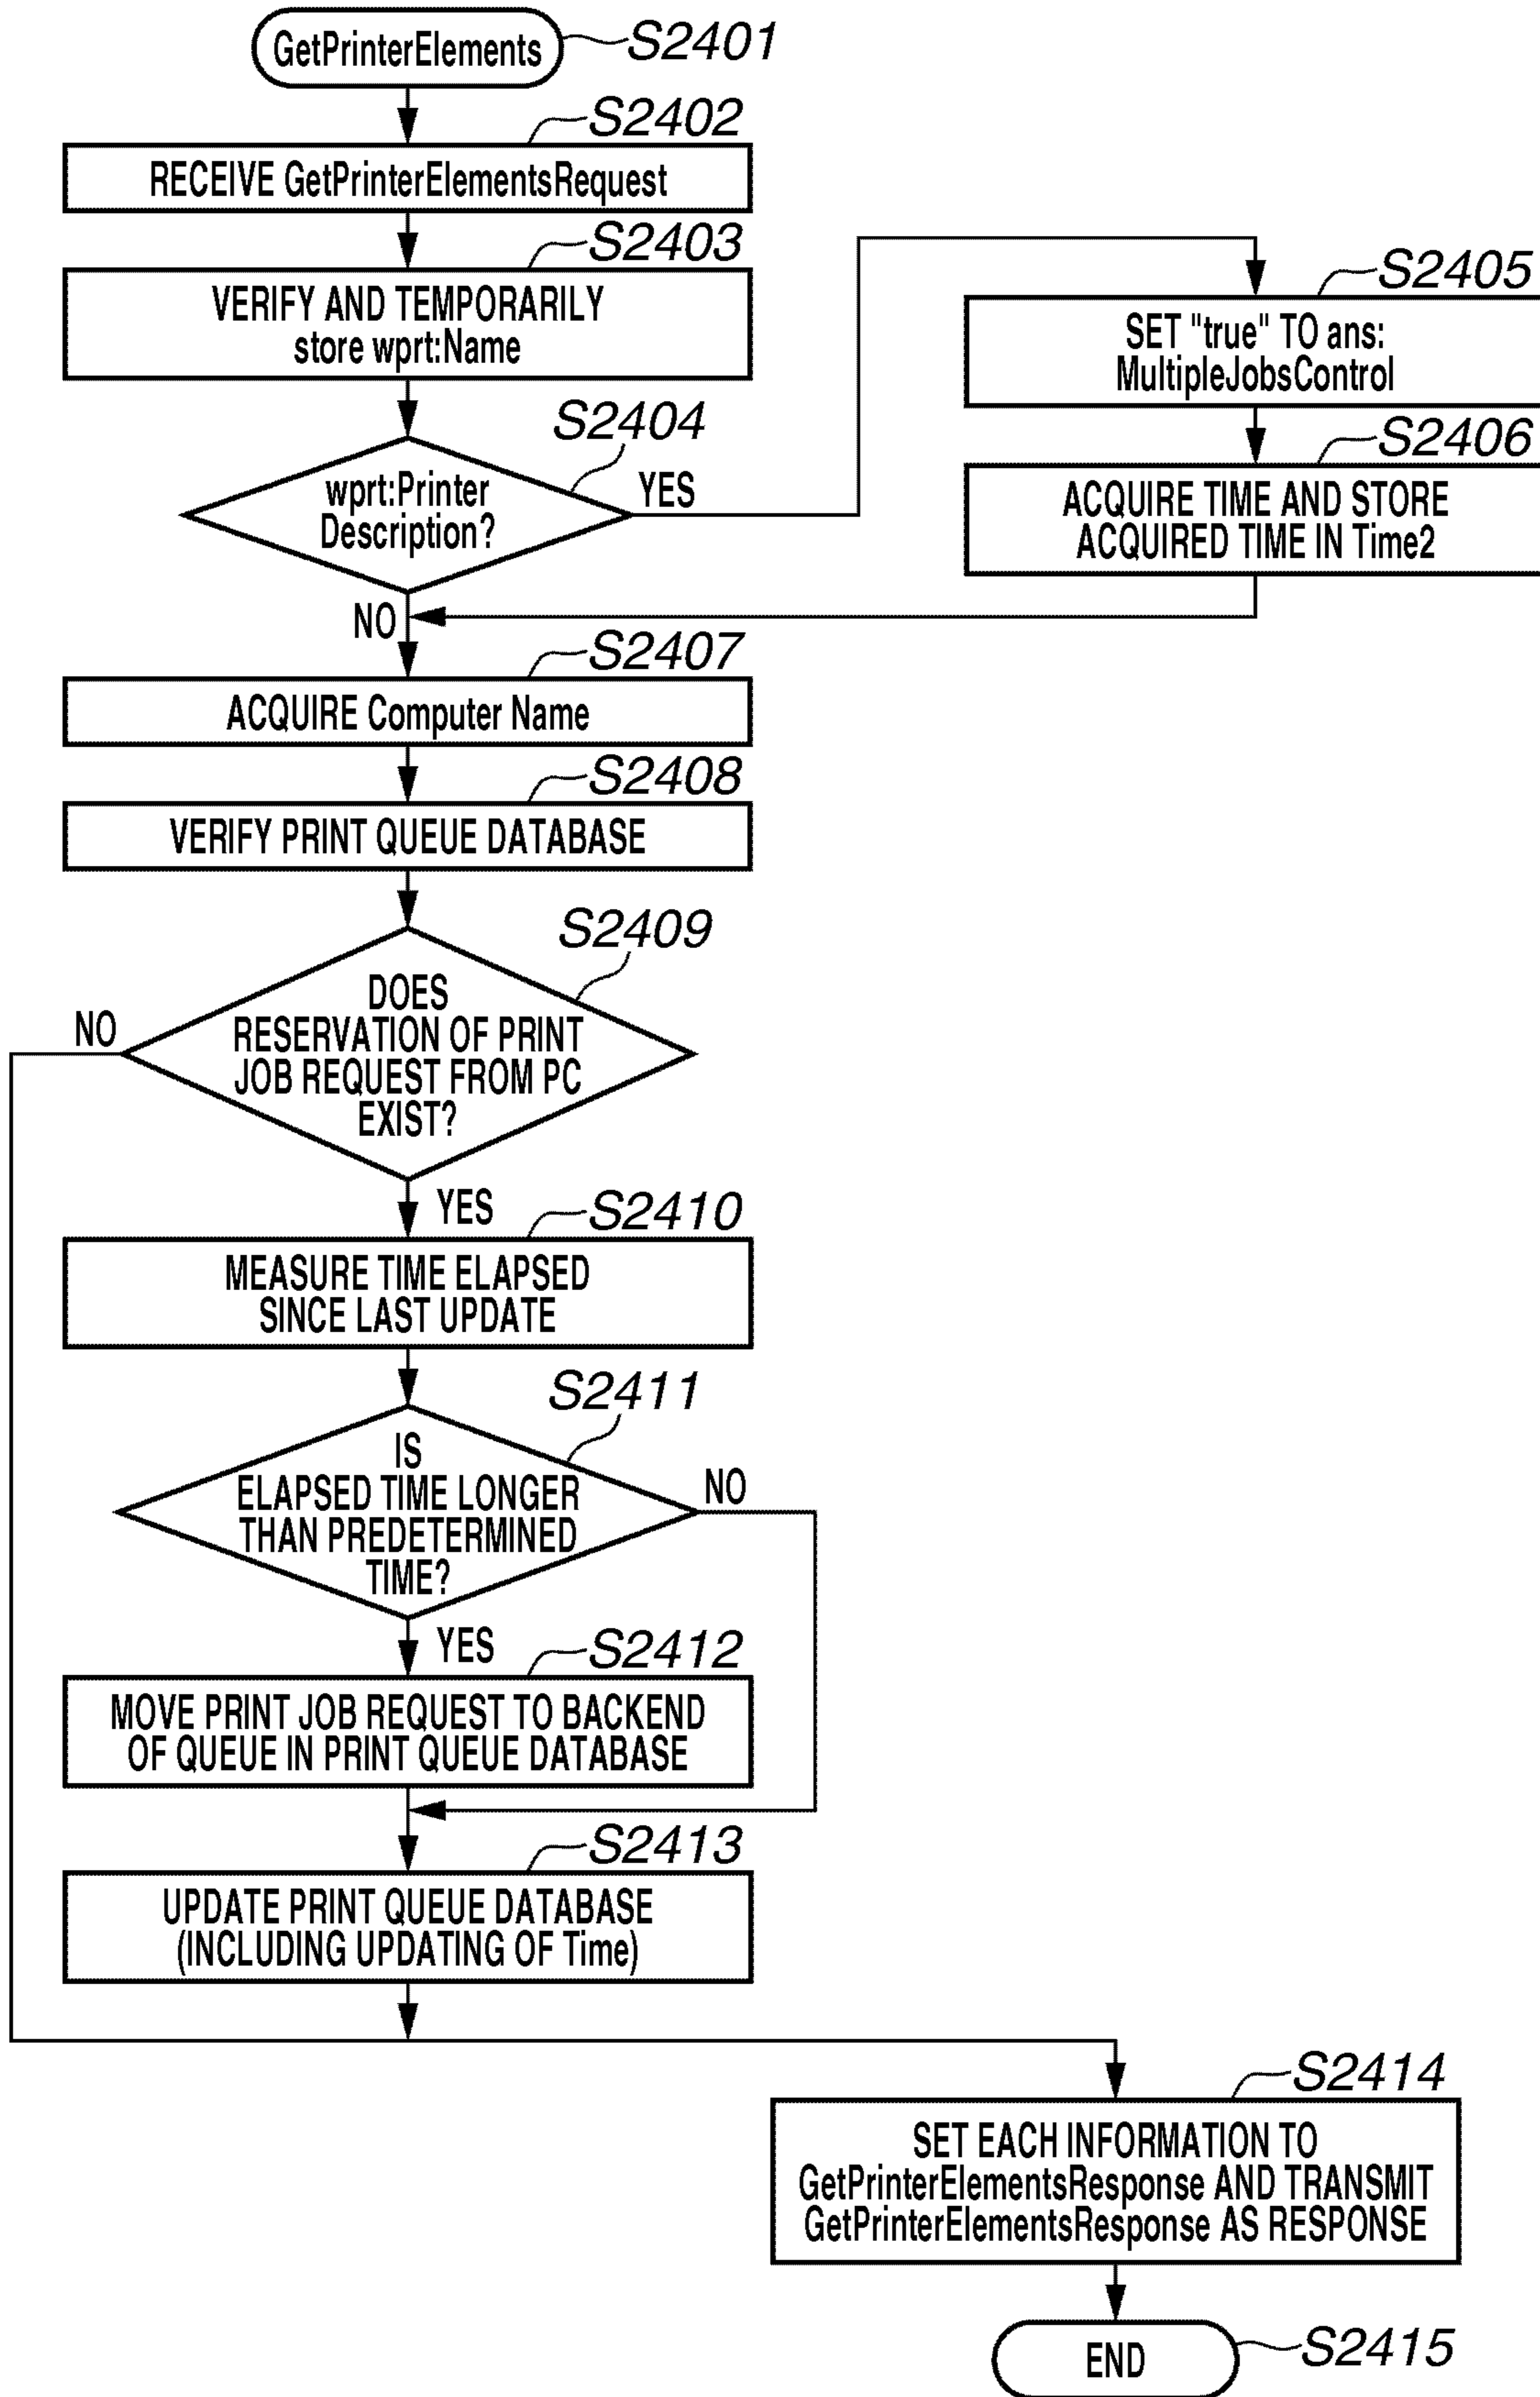 GetPrinterElements
S2401
S2402
RECEIVE GetPrinterElementsRequest
S2403
VERIFY AND TEMPORARILY
store wprt:Name
S2404
wprt:Printer
Description?
YES
NO
S2405
SET "true" TO ans:
MultipleJobsControl
S2406
ACQUIRE TIME AND STORE
ACQUIRED TIME IN Time2
S2407
ACQUIRE Computer Name
S2408
VERIFY PRINT QUEUE DATABASE
S2409
DOES
RESERVATION OF PRINT
JOB REQUEST FROM PC
EXIST?
NO
YES
S2410
MEASURE TIME ELAPSED
SINCE LAST UPDATE
S2411
IS
ELAPSED TIME LONGER
THAN PREDETERMINED
TIME?
NO
YES
S2412
MOVE PRINT JOB REQUEST TO BACKEND
OF QUEUE IN PRINT QUEUE DATABASE
S2413
UPDATE PRINT QUEUE DATABASE
(INCLUDING UPDATING OF Time)
S2414
SET EACH INFORMATION TO
GetPrinterElementsResponse AND TRANSMIT
GetPrinterElementsResponse AS RESPONSE
END
S2415